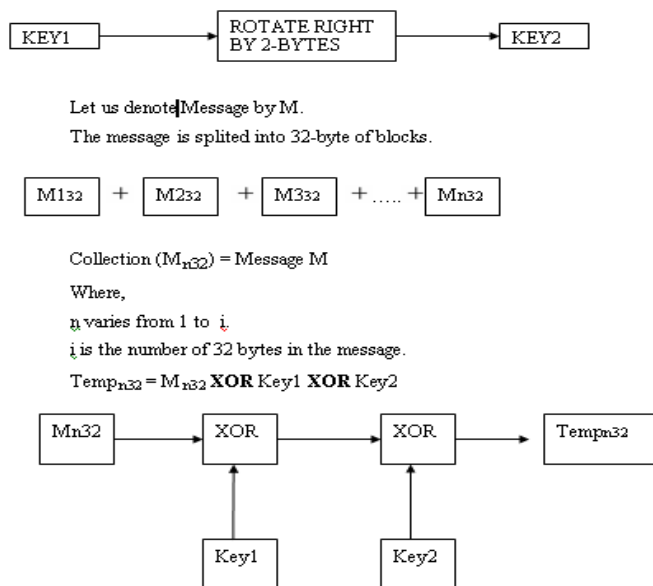 KEY1
ROTATE RIGHT
BY 2-BYTES
KEY2
Let us denote Message by M.
The message is splited into 32-byte of blocks.
M132 + M232 + M332 + ..... + Mn32
Collection (Mn32) = Message M
Where,
n varies from 1 to i.
i is the number of 32 bytes in the message.
Tempn32 = Mn32 XOR Key1 XOR Key2
Mn32
XOR
XOR
Tempn32
Key1
Key2